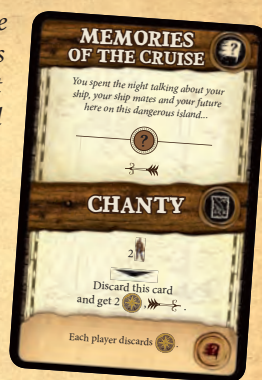 MEMORIES
OF THE CRUISE
?
You spent the night talking about your
ship, your ship mates and your future
here on this dangerous island...
?
CHANTY
2
Discard this card
and get 2 , .
Each player discards .